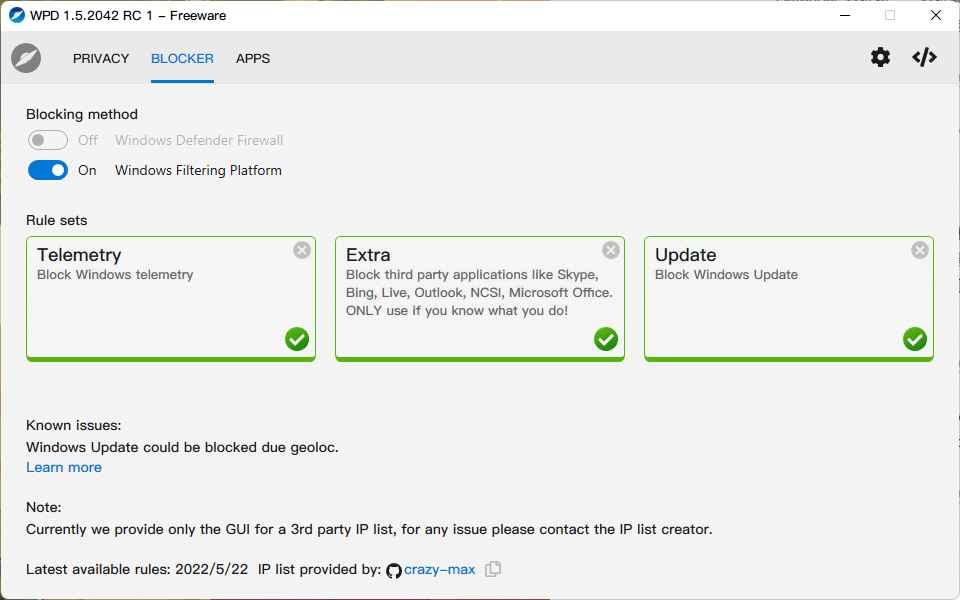 WPD 1.5.2042 RC 1 - Freeware
PRIVACY BLOCKER APPS
Blocking method
Off Windows Defender Firewall
On Windows Filtering Platform
Rule sets
Telemetry
Block Windows telemetry
Extra
Block third party applications like Skype,
Bing, Live, Outlook, NCSI, Microsoft Office.
ONLY use if you know what you do!
Update
Block Windows Update
Known issues:
Windows Update could be blocked due geoloc.
Learn more
Note:
Currently we provide only the GUI for a 3rd party IP list, for any issue please contact the IP list creator.
Latest available rules: 2022/5/22 IP list provided by: crazy-max